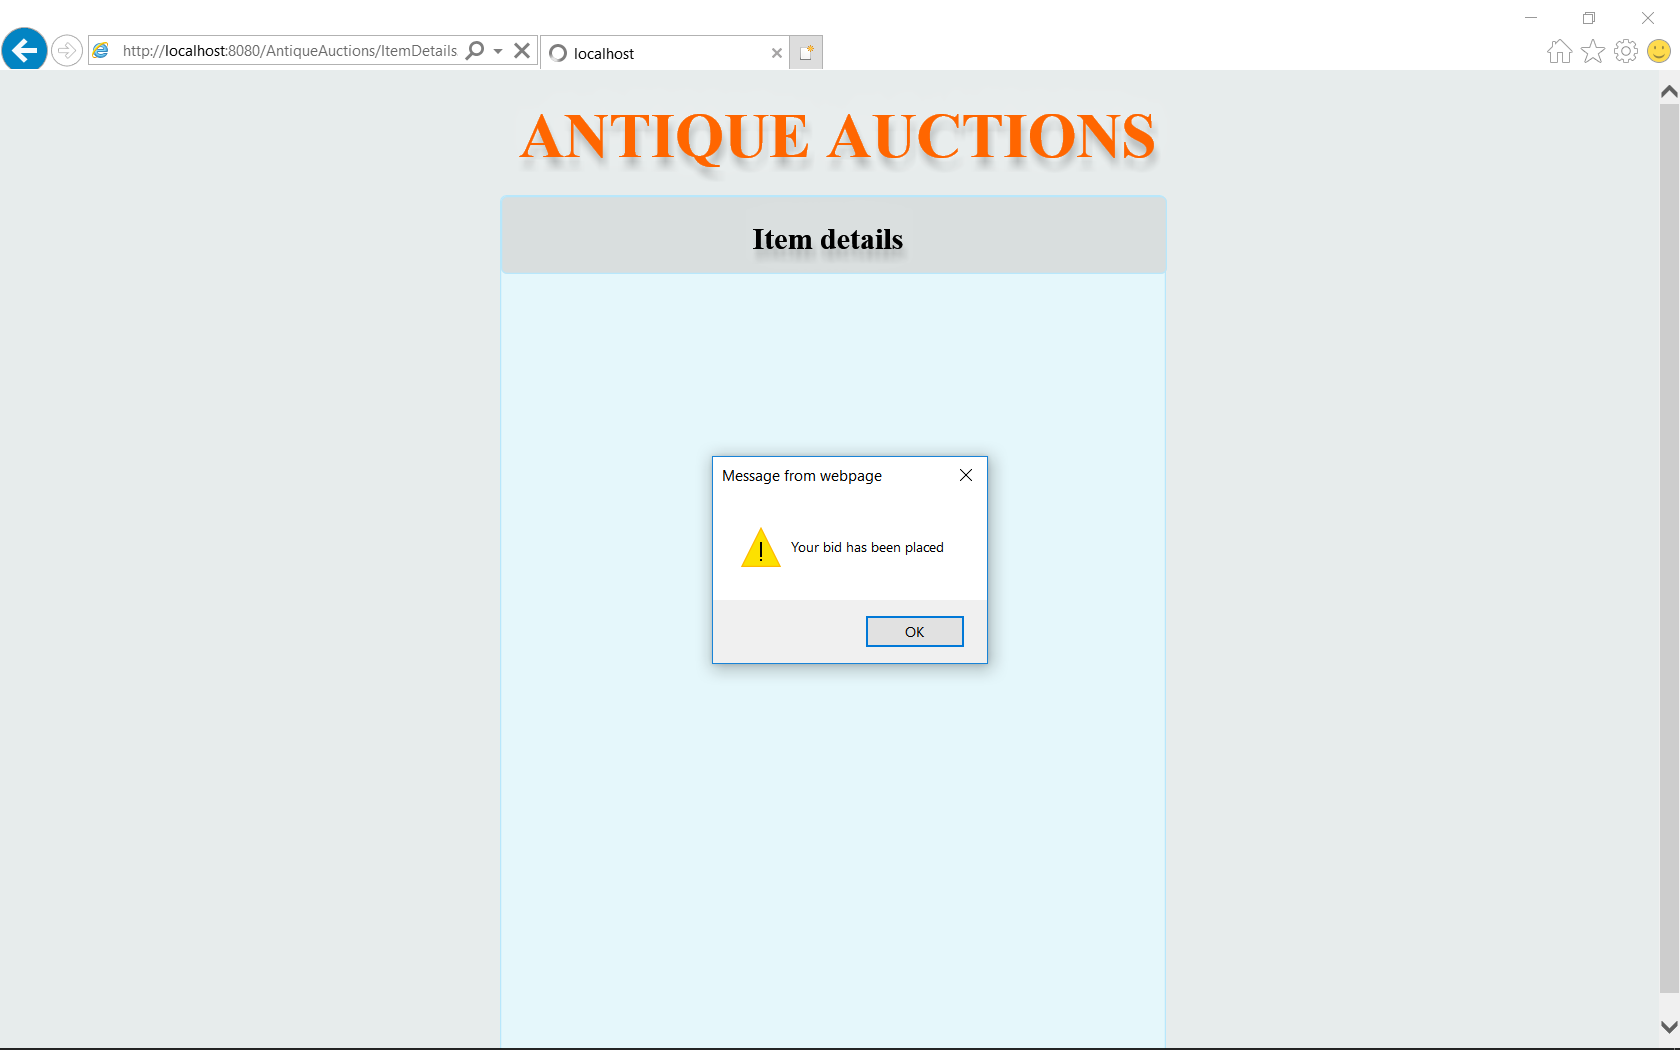 http://localhost:8080/AntiqueAuctions/ItemDetails
localhost
ANTIQUE AUCTIONS
Item details
Message from webpage
Your bid has been placed
OK